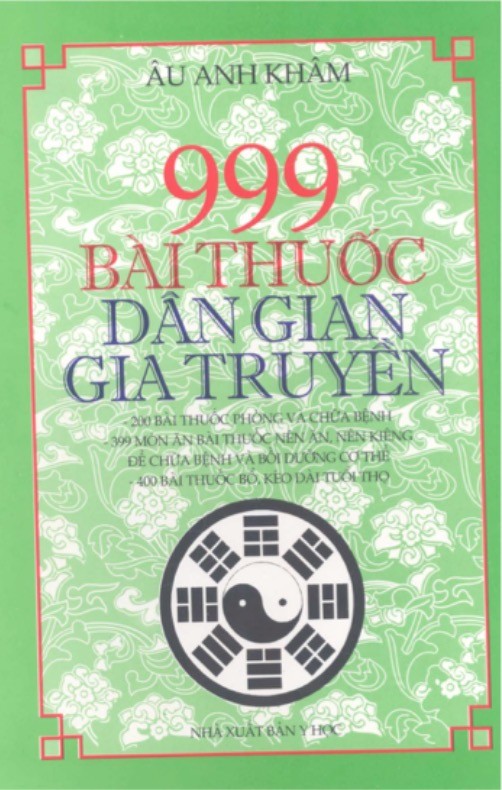 ÂU ANH KHÂM
999
BÀI THUỐC
DÂN GIAN
GIA TRUYỀN
- 200 BÀI THUỐC PHÒNG VÀ CHỮA BỆNH
- 399 MÓN ĂN BÀI THUỐC NÊN ĂN, NÊN KIÊNG
ĐỂ CHỮA BỆNH VÀ BỒI DƯỠNG CƠ THỂ
- 400 BÀI THUỐC BỔ, KÉO DÀI TUỔI THỌ
NHÀ XUẤT BẢN Y HỌC